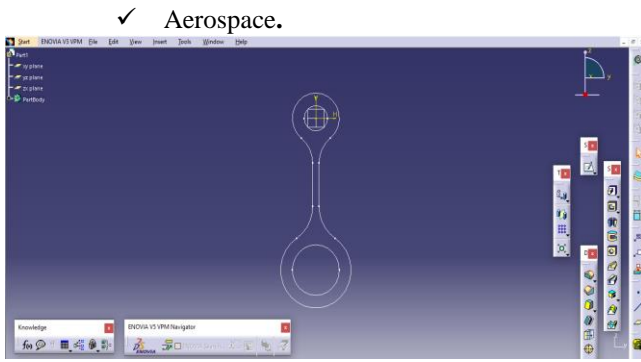 ✓ Aerospace.
Start ENOVIA V5 VPM File Edit View Insert Tools Window Help
Part1
xy plane
yz plane
zx plane
PartBody
V
H
x
y
S
T
S
D
Knowledge
f(x)
ENOVIA V5 VPM Navigator
ENOVIA